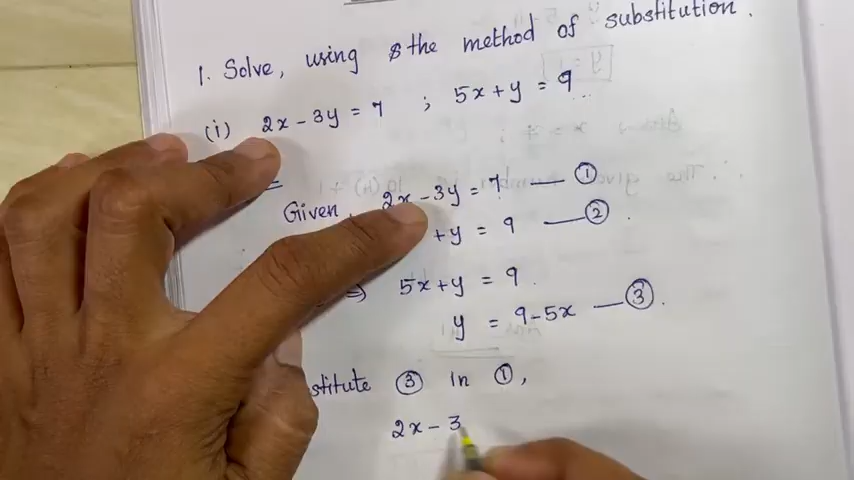 1. Solve, using the method of substitution.
(i) 2x - 3y = 7 ; 5x + y = 9
Given, 2x - 3y = 7 — ①
+ y = 9 — ②
⇒ 5x + y = 9.
y = 9 - 5x — ③
stitute ③ in ①,
2x - 3